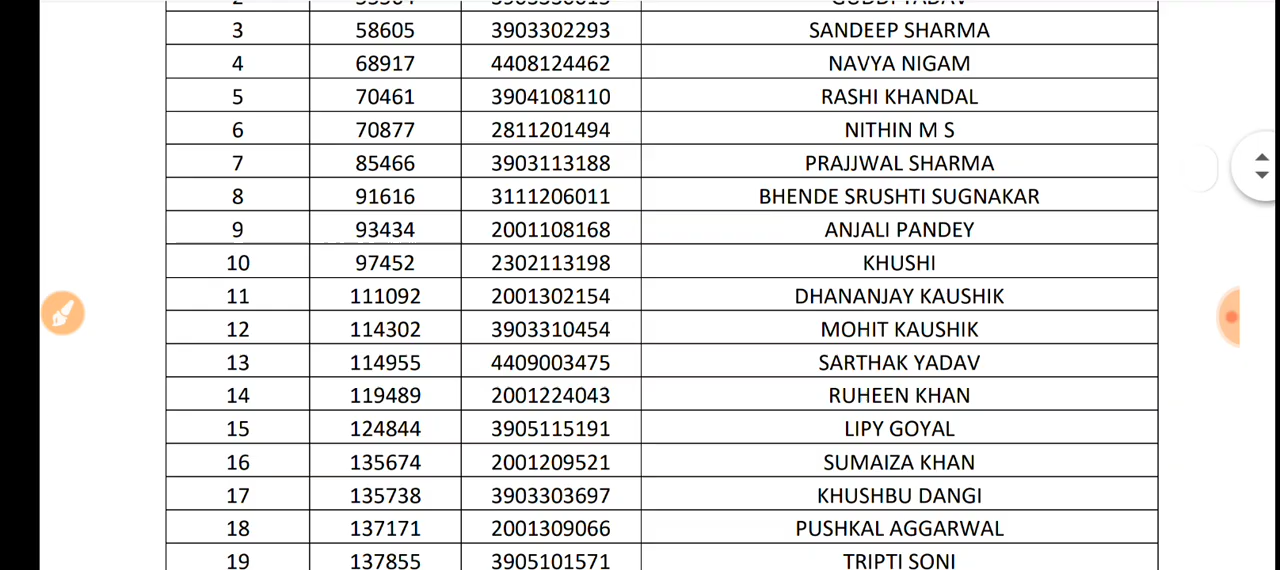 3 58605 3903302293 SANDEEP SHARMA
4 68917 4408124462 NAVYA NIGAM
5 70461 3904108110 RASHI KHANDAL
6 70877 2811201494 NITHIN M S
7 85466 3903113188 PRAJJWAL SHARMA
8 91616 3111206011 BHENDE SRUSHTI SUGNAKAR
9 93434 2001108168 ANJALI PANDEY
10 97452 2302113198 KHUSHI
11 111092 2001302154 DHANANJAY KAUSHIK
12 114302 3903310454 MOHIT KAUSHIK
13 114955 4409003475 SARTHAK YADAV
14 119489 2001224043 RUHEEN KHAN
15 124844 3905115191 LIPY GOYAL
16 135674 2001209521 SUMAIZA KHAN
17 135738 3903303697 KHUSHBU DANGI
18 137171 2001309066 PUSHKAL AGGARWAL
19 137855 3905101571 TRIPTI SONI